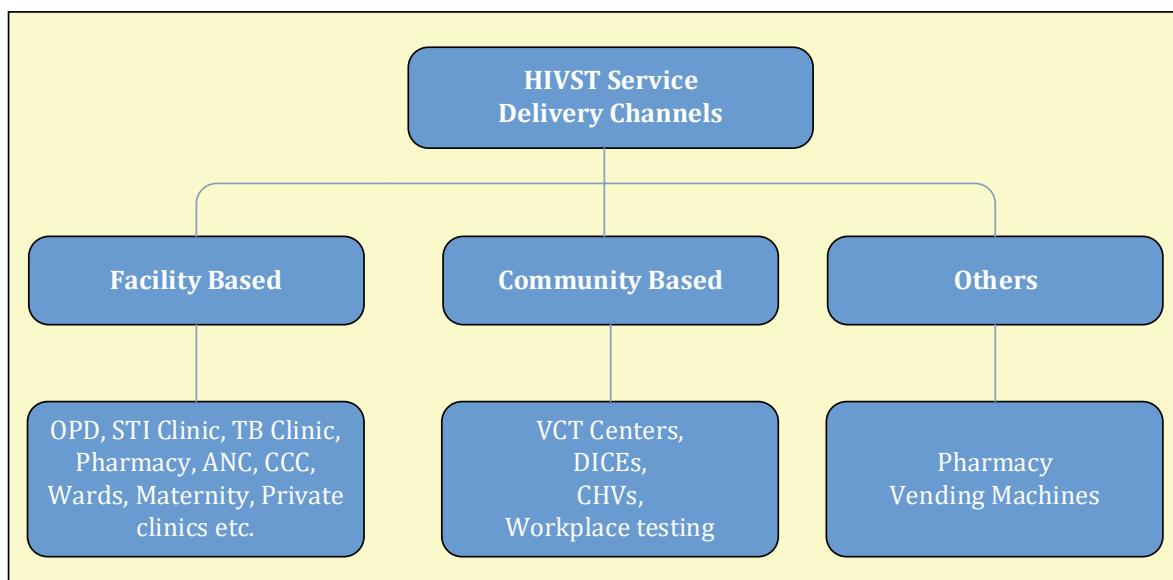 HIVST Service
Delivery Channels
Facility Based
Community Based
Others
OPD, STI Clinic, TB Clinic,
Pharmacy, ANC, CCC,
Wards, Maternity, Private
clinics etc.
VCT Centers,
DICEs,
CHVs,
Workplace testing
Pharmacy
Vending Machines